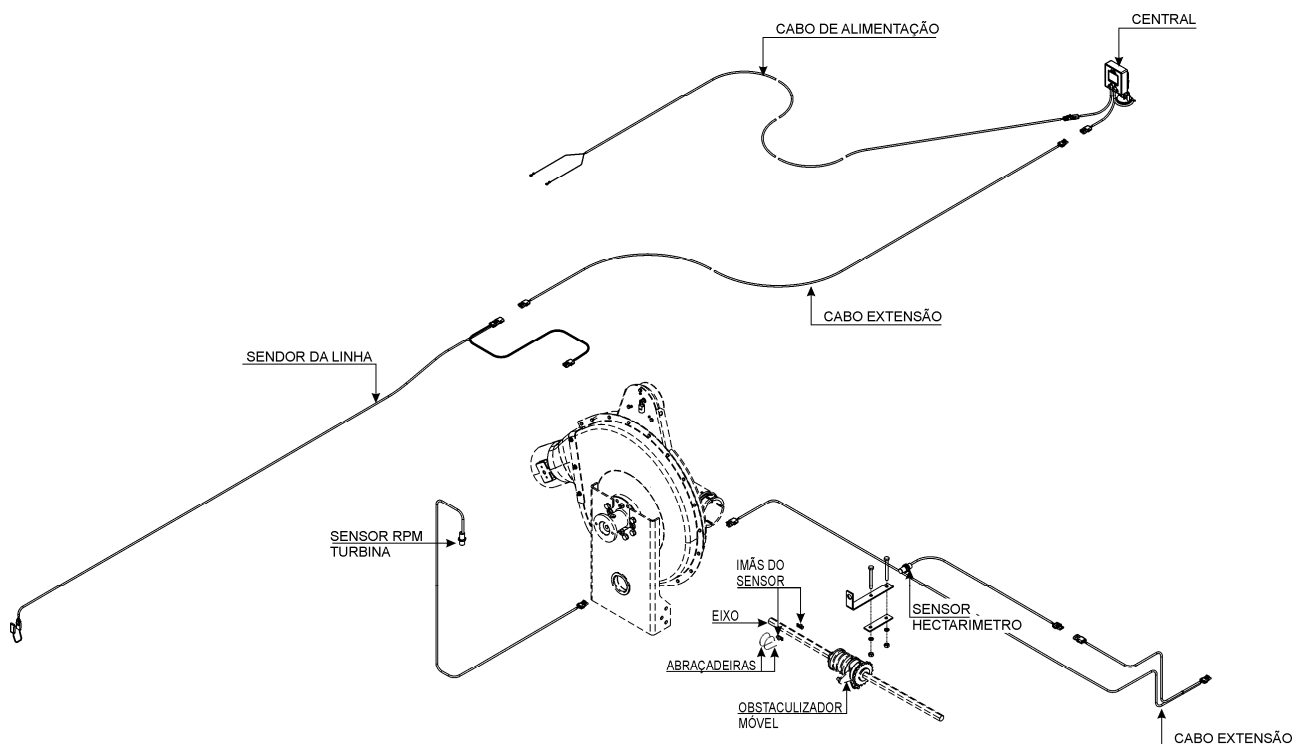 CENTRAL
CABO DE ALIMENTAÇÃO
CABO EXTENSÃO
SENDOR DA LINHA
SENSOR RPM
TURBINA
IMÃS DO
SENSOR
EIXO
ABRAÇADEIRAS
SENSOR
HECTARIMETRO
OBSTACULIZADOR
MÓVEL
CABO EXTENSÃO